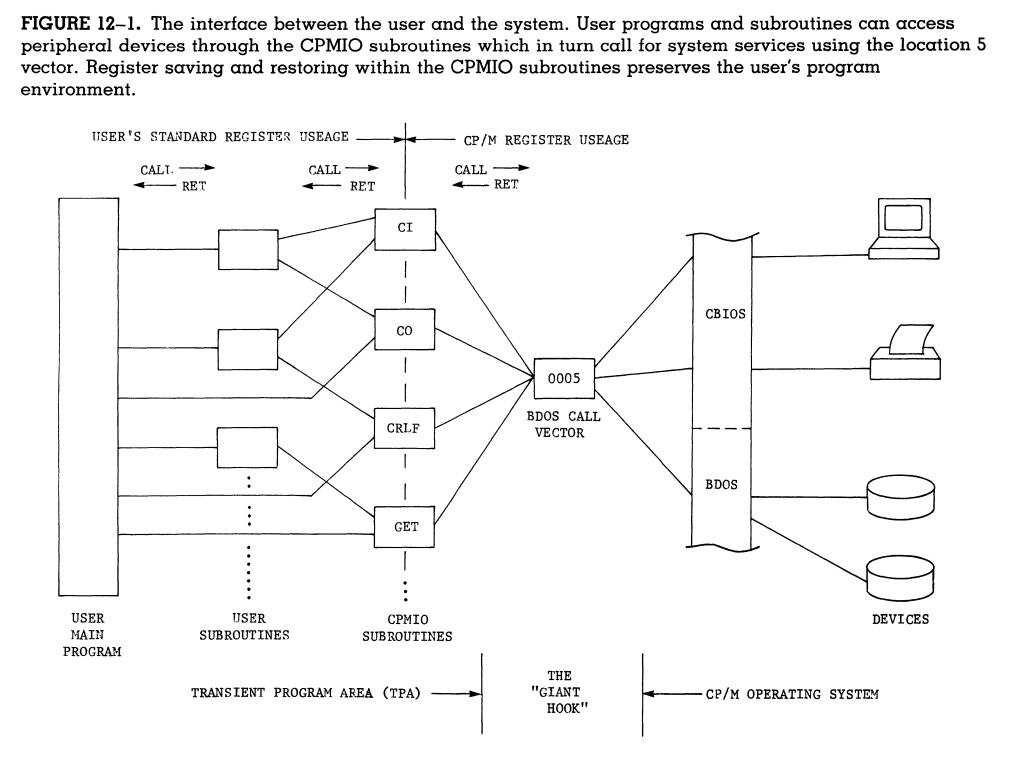 FIGURE 12–1. The interface between the user and the system. User programs and subroutines can access
peripheral devices through the CPMIO subroutines which in turn call for system services using the location 5
vector. Register saving and restoring within the CPMIO subroutines preserves the user's program
environment.
USER'S STANDARD REGISTER USEAGE
CP/M REGISTER USEAGE
CALL
RET
CALL
RET
CALL
RET
CI
CO
CRLF
GET
0005
BDOS CALL
VECTOR
CBIOS
BDOS
USER
MAIN
PROGRAM
USER
SUBROUTINES
CPMIO
SUBROUTINES
DEVICES
TRANSIENT PROGRAM AREA (TPA)
THE
"GIANT
HOOK"
CP/M OPERATING SYSTEM